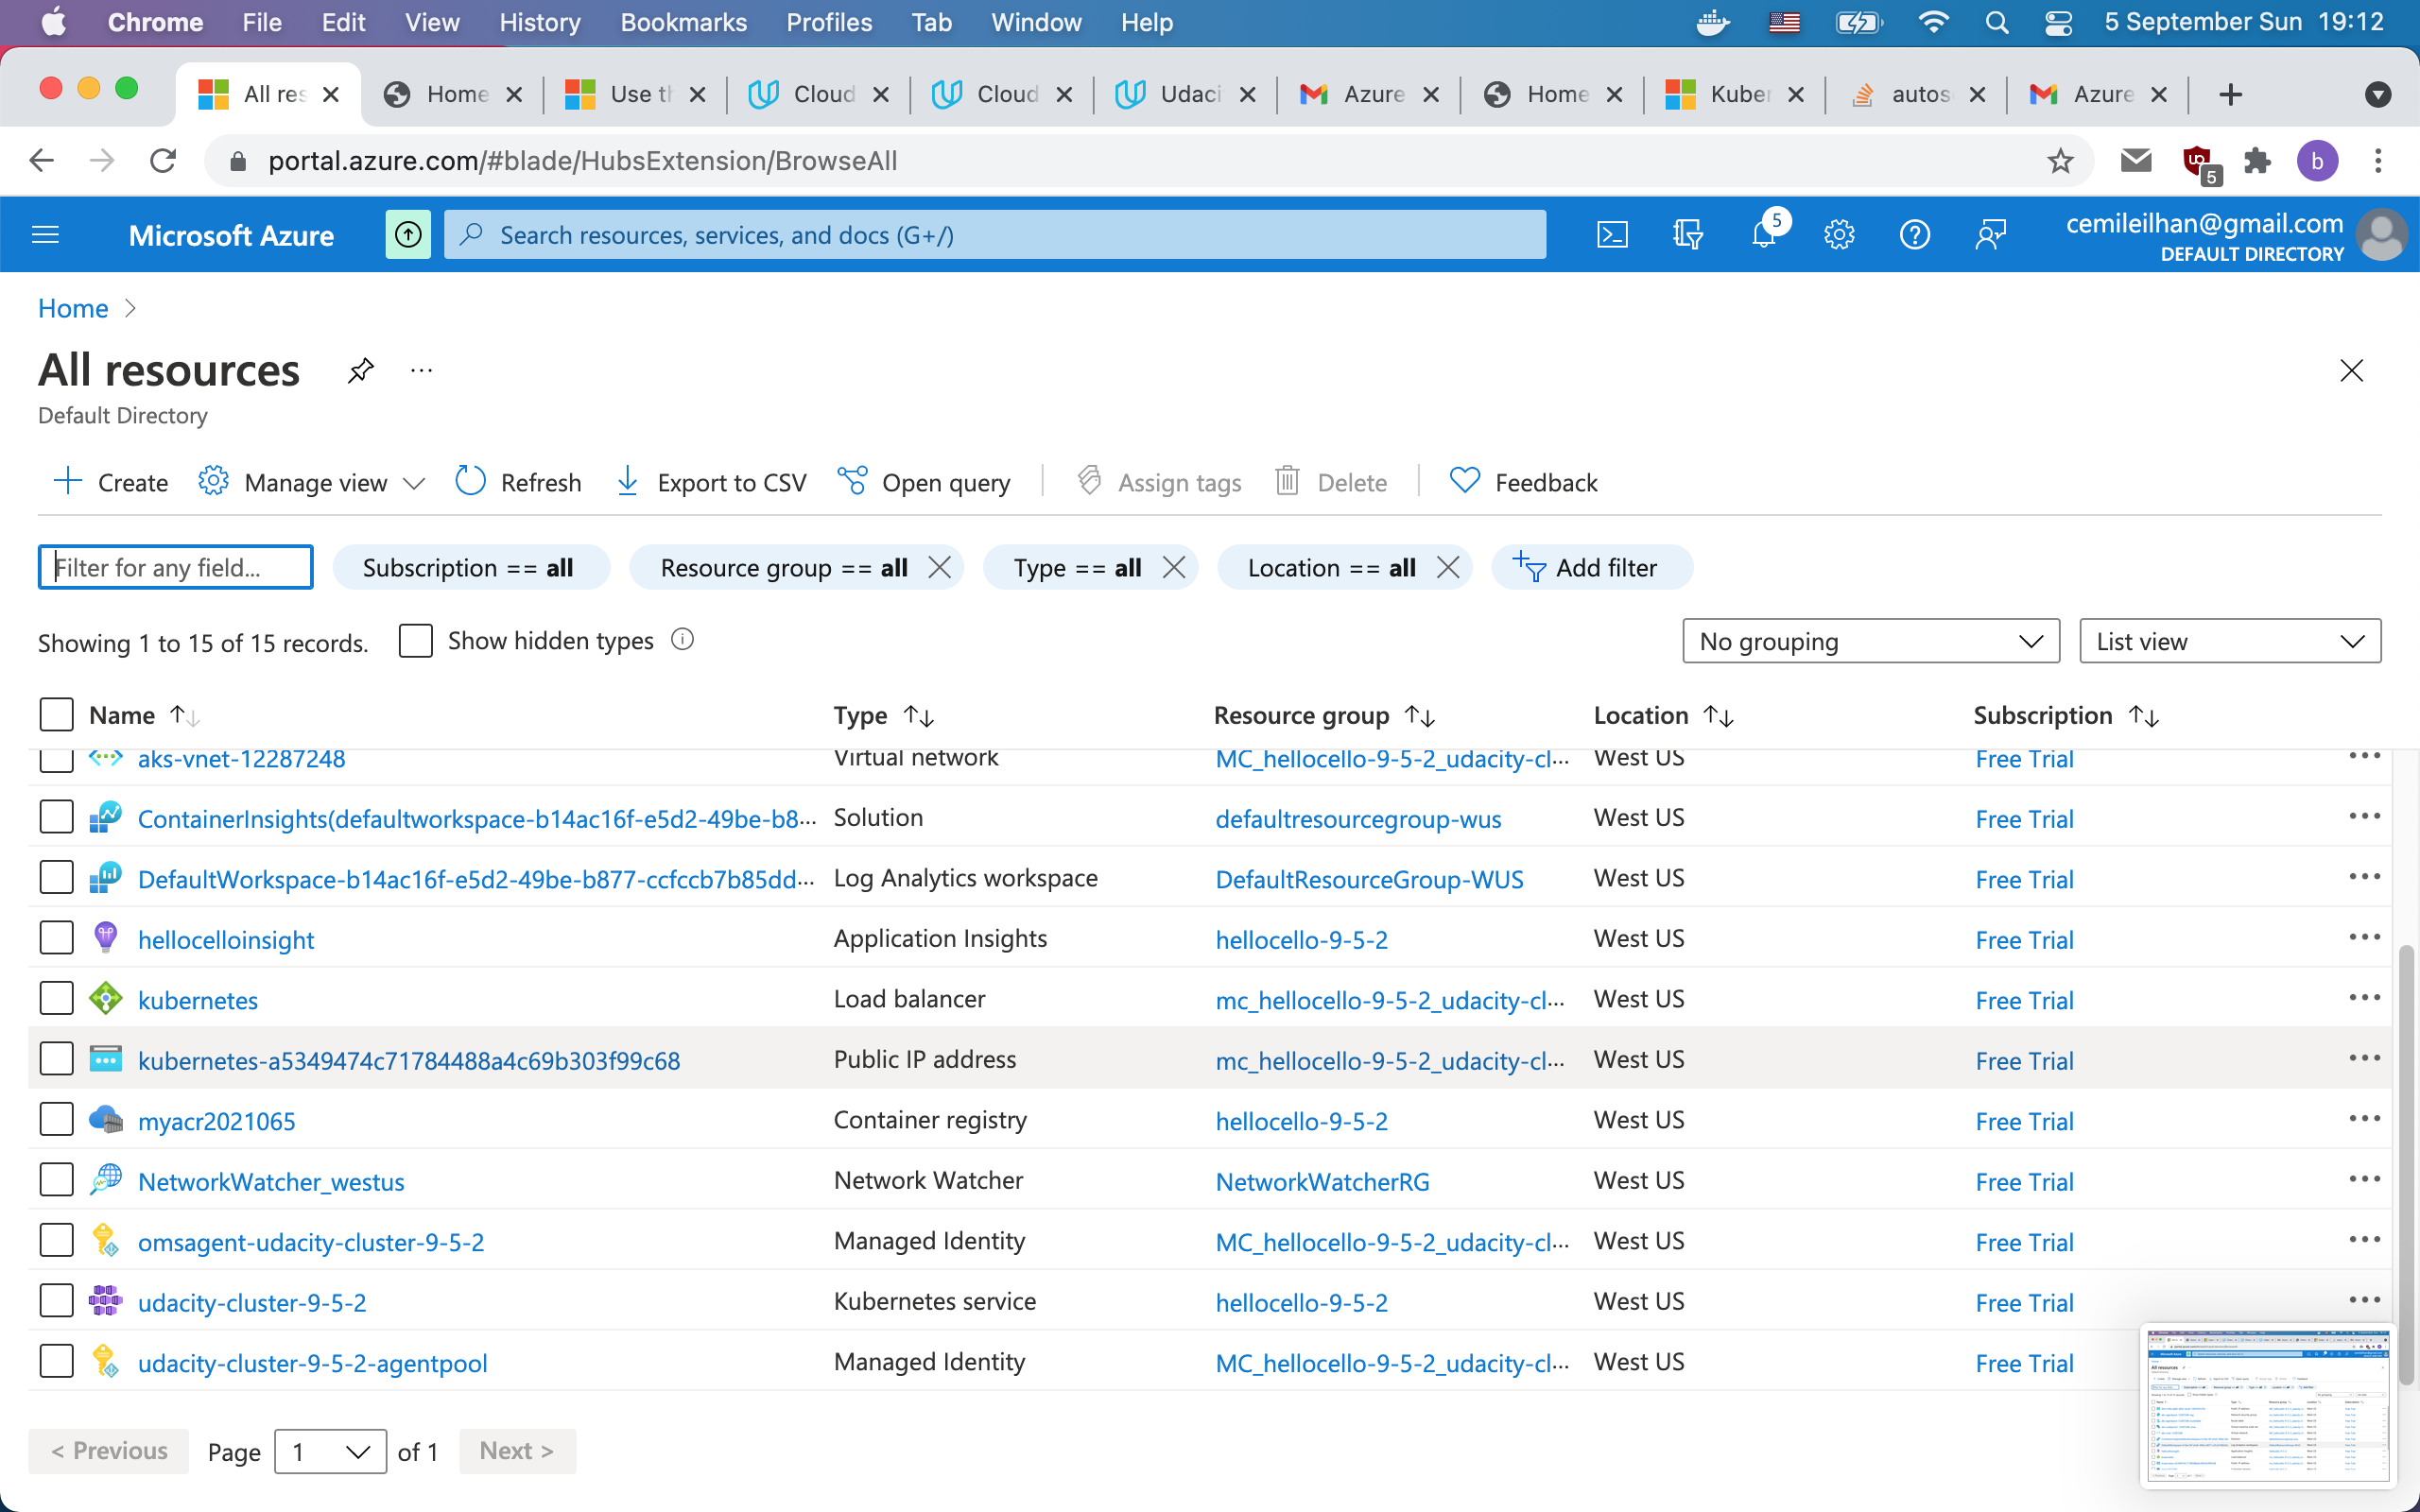 Chrome File Edit View History Bookmarks Profiles Tab Window Help 5 September Sun 19:12
All res Home Use th Cloud Cloud Udaci Azure Home Kuber autos Azure
portal.azure.com/#blade/HubsExtension/BrowseAll 5 b
Microsoft Azure Search resources, services, and docs (G+/) 5 cemileilhan@gmail.com
DEFAULT DIRECTORY
Home >
All resources ...
Default Directory
Create Manage view Refresh Export to CSV Open query Assign tags Delete Feedback
Filter for any field... Subscription == all Resource group == all Type == all Location == all Add filter
Showing 1 to 15 of 15 records. Show hidden types No grouping List view
Name Type Resource group Location Subscription
aks-vnet-12287248 Virtual network MC_hellocello-9-5-2_udacity-cl... West US Free Trial
ContainerInsights(defaultworkspace-b14ac16f-e5d2-49be-b8... Solution defaultresourcegroup-wus West US Free Trial
DefaultWorkspace-b14ac16f-e5d2-49be-b877-ccfccb7b85dd... Log Analytics workspace DefaultResourceGroup-WUS West US Free Trial
hellocelloinsight Application Insights hellocello-9-5-2 West US Free Trial
kubernetes Load balancer mc_hellocello-9-5-2_udacity-cl... West US Free Trial
kubernetes-a5349474c71784488a4c69b303f99c68 Public IP address mc_hellocello-9-5-2_udacity-cl... West US Free Trial
myacr2021065 Container registry hellocello-9-5-2 West US Free Trial
NetworkWatcher_westus Network Watcher NetworkWatcherRG West US Free Trial
omsagent-udacity-cluster-9-5-2 Managed Identity MC_hellocello-9-5-2_udacity-cl... West US Free Trial
udacity-cluster-9-5-2 Kubernetes service hellocello-9-5-2 West US Free Trial
udacity-cluster-9-5-2-agentpool Managed Identity MC_hellocello-9-5-2_udacity-cl... West US Free Trial
< Previous Page 1 of 1 Next >